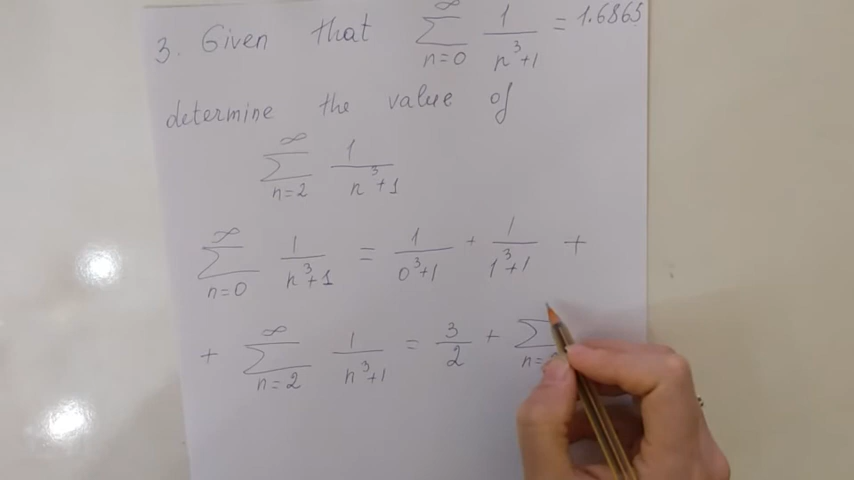 3. Given that ∑_{n=0}^{∞} 1/(n³+1) = 1.6865
determine the value of
∑_{n=2}^{∞} 1/(n³+1)
∑_{n=0}^{∞} 1/(n³+1) = 1/(0³+1) + 1/(1³+1) +
+ ∑_{n=2}^{∞} 1/(n³+1) = 3/2 + ∑ n=